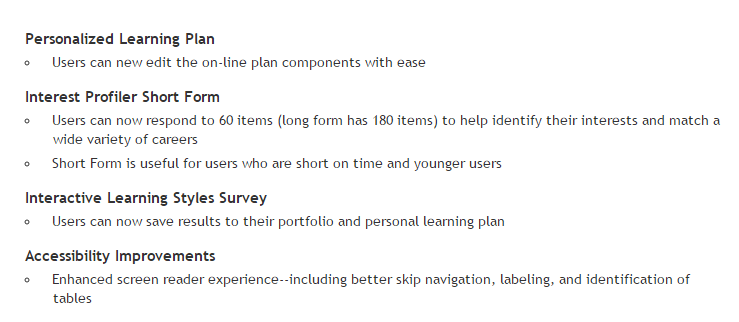 Personalized Learning Plan
Users can new edit the on-line plan components with ease
Interest Profiler Short Form
Users can now respond to 60 items (long form has 180 items) to help identify their interests and match a
wide variety of careers
Short Form is useful for users who are short on time and younger users
Interactive Learning Styles Survey
Users can now save results to their portfolio and personal learning plan
Accessibility Improvements
Enhanced screen reader experience--including better skip navigation, labeling, and identification of
tables